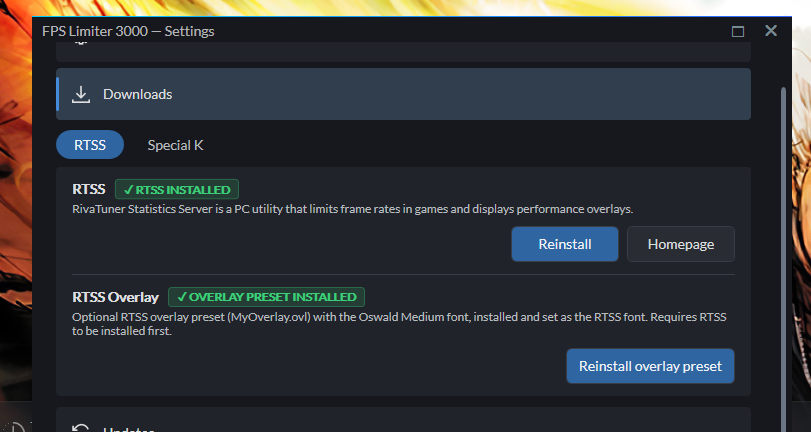 FPS Limiter 3000 — Settings
Downloads
RTSS
Special K
RTSS ✓ RTSS INSTALLED
RivaTuner Statistics Server is a PC utility that limits frame rates in games and displays performance overlays.
Reinstall
Homepage
RTSS Overlay ✓ OVERLAY PRESET INSTALLED
Optional RTSS overlay preset (MyOverlay.ovl) with the Oswald Medium font, installed and set as the RTSS font. Requires RTSS
to be installed first.
Reinstall overlay preset
Updates